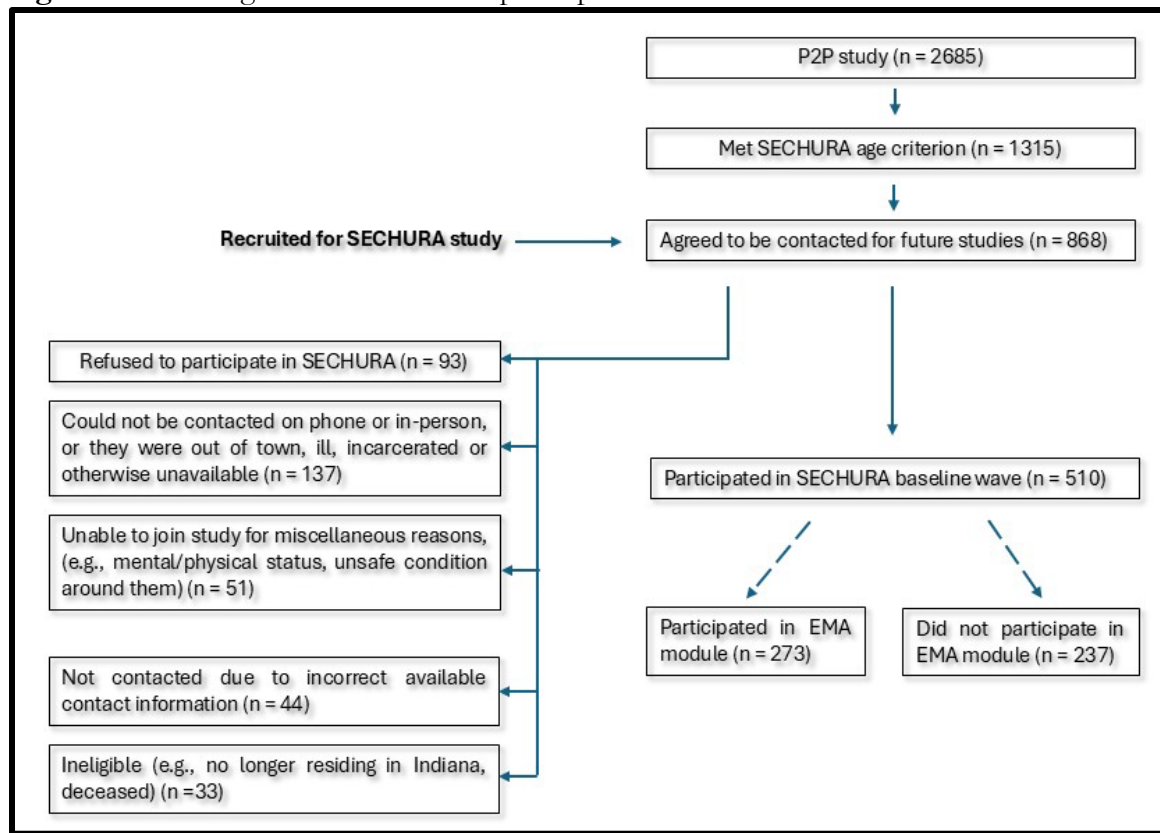 P2P study (n = 2685)
Met SECHURA age criterion (n = 1315)
Recruited for SECHURA study
Agreed to be contacted for future studies (n = 868)
Refused to participate in SECHURA (n = 93)
Could not be contacted on phone or in-person,
or they were out of town, ill, incarcerated or
otherwise unavailable (n = 137)
Unable to join study for miscellaneous reasons,
(e.g., mental/physical status, unsafe condition
around them) (n = 51)
Not contacted due to incorrect available
contact information (n = 44)
Ineligible (e.g., no longer residing in Indiana,
deceased) (n =33)
Participated in SECHURA baseline wave (n = 510)
Participated in EMA
module (n = 273)
Did not participate in
EMA module (n = 237)